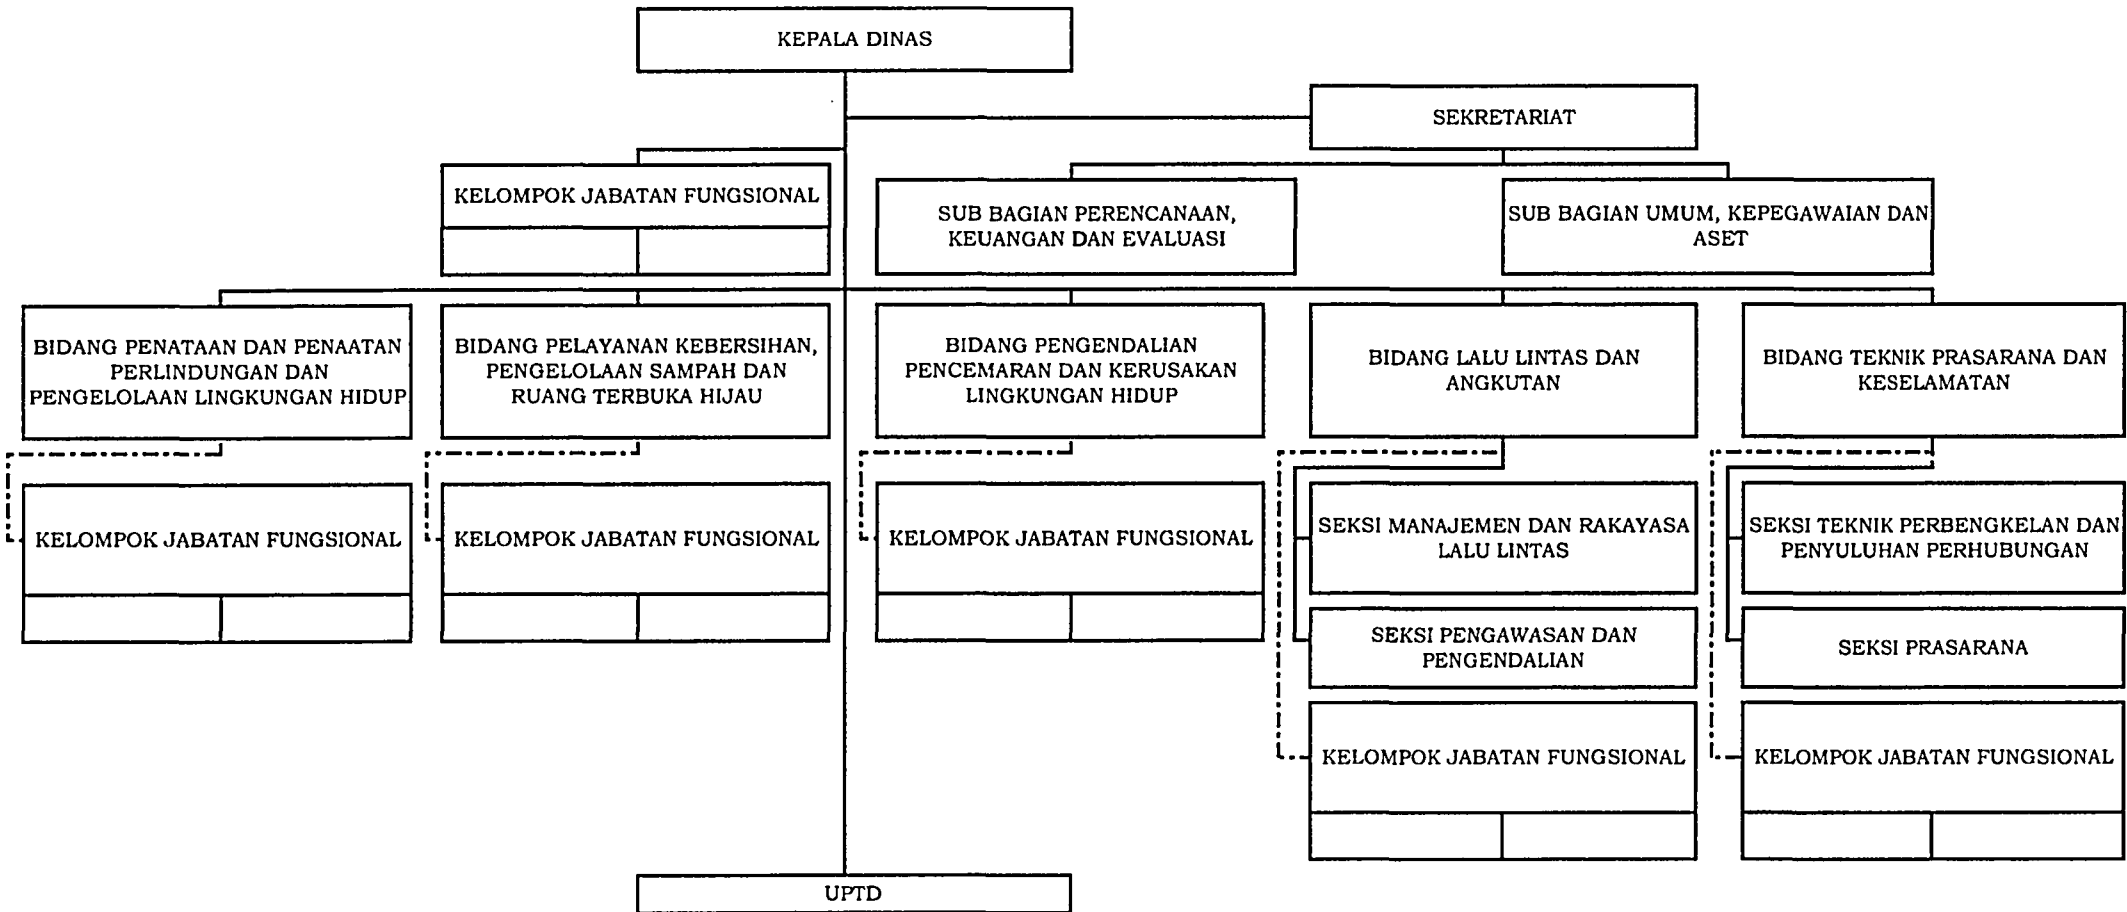 KEPALA DINAS
SEKRETARIAT
KELOMPOK JABATAN FUNGSIONAL
SUB BAGIAN PERENCANAAN,
KEUANGAN DAN EVALUASI
SUB BAGIAN UMUM, KEPEGAWAIAN DAN
ASET
BIDANG PENATAAN DAN PENAATAN
PERLINDUNGAN DAN
PENGELOLAAN LINGKUNGAN HIDUP
BIDANG PELAYANAN KEBERSIHAN,
PENGELOLAAN SAMPAH DAN
RUANG TERBUKA HIJAU
BIDANG PENGENDALIAN
PENCEMARAN DAN KERUSAKAN
LINGKUNGAN HIDUP
BIDANG LALU LINTAS DAN
ANGKUTAN
BIDANG TEKNIK PRASARANA DAN
KESELAMATAN
KELOMPOK JABATAN FUNGSIONAL
KELOMPOK JABATAN FUNGSIONAL
KELOMPOK JABATAN FUNGSIONAL
SEKSI MANAJEMEN DAN RAKAYASA
LALU LINTAS
SEKSI TEKNIK PERBENGKELAN DAN
PENYULUHAN PERHUBUNGAN
SEKSI PENGAWASAN DAN
PENGENDALIAN
SEKSI PRASARANA
KELOMPOK JABATAN FUNGSIONAL
KELOMPOK JABATAN FUNGSIONAL
UPTD